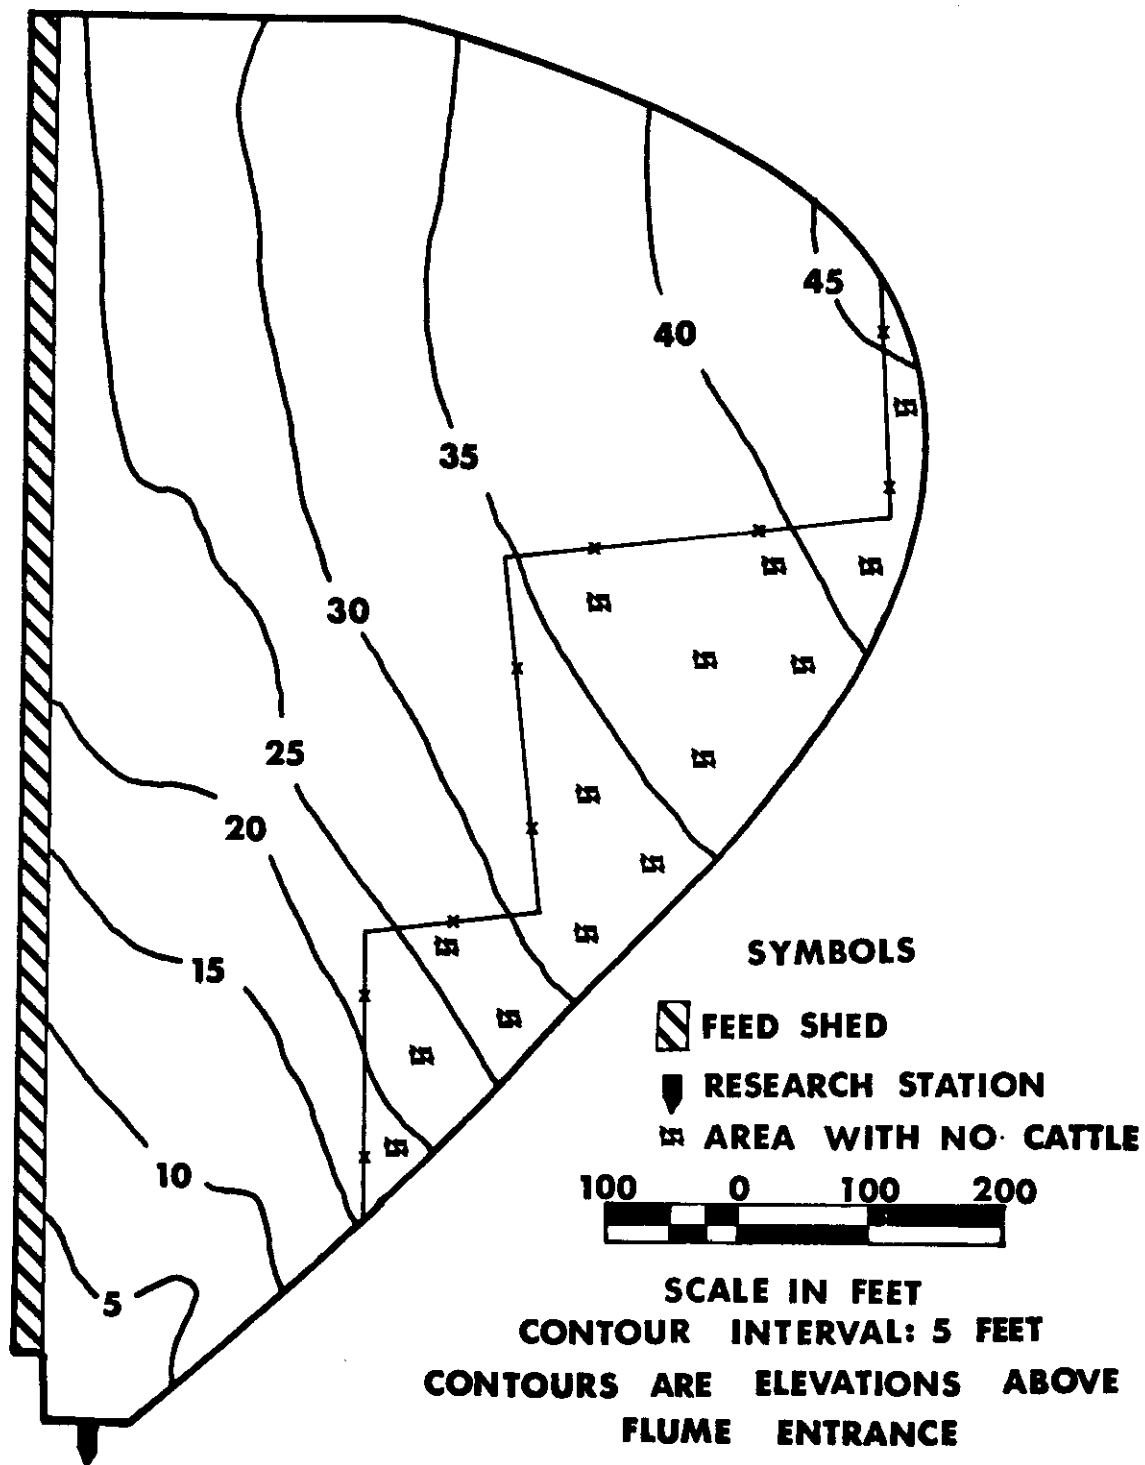 45
40
35
30
25
20
15
10
5
SYMBOLS
FEED SHED
RESEARCH STATION
AREA WITH NO CATTLE
100 0 100 200
SCALE IN FEET
CONTOUR INTERVAL: 5 FEET
CONTOURS ARE ELEVATIONS ABOVE
FLUME ENTRANCE